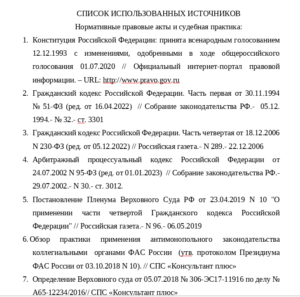 СПИСОК ИСПОЛЬЗОВАННЫХ ИСТОЧНИКОВ
Нормативные правовые акты и судебная практика:
1. Конституция Российской Федерации: принята всенародным голосованием
12.12.1993 с изменениями, одобренными в ходе общероссийского
голосования 01.07.2020 // Официальный интернет-портал правовой
информации. – URL: http://www.pravo.gov.ru
2. Гражданский кодекс Российской Федерации. Часть первая от 30.11.1994
№ 51-ФЗ (ред. от 16.04.2022) // Собрание законодательства РФ.- 05.12.
1994.- № 32.- ст. 3301
3. Гражданский кодекс Российской Федерации. Часть четвертая от 18.12.2006
N 230-ФЗ (ред. от 05.12.2022) // Российская газета.- N 289.- 22.12.2006
4. Арбитражный процессуальный кодекс Российской Федерации от
24.07.2002 N 95-ФЗ (ред. от 01.01.2023) // Собрание законодательства РФ.-
29.07.2002.- N 30.- ст. 3012.
5. Постановление Пленума Верховного Суда РФ от 23.04.2019 N 10 "О
применении части четвертой Гражданского кодекса Российской
Федерации" // Российская газета.- N 96.- 06.05.2019
6. Обзор практики применения антимонопольного законодательства
коллегиальными органами ФАС России (утв. протоколом Президиума
ФАС России от 03.10.2018 N 10). // СПС «Консультант плюс»
7. Определение Верховного суда от 05.07.2018 № 306-ЭС17-11916 по делу №
А65-12234/2016// СПС «Консультант плюс»